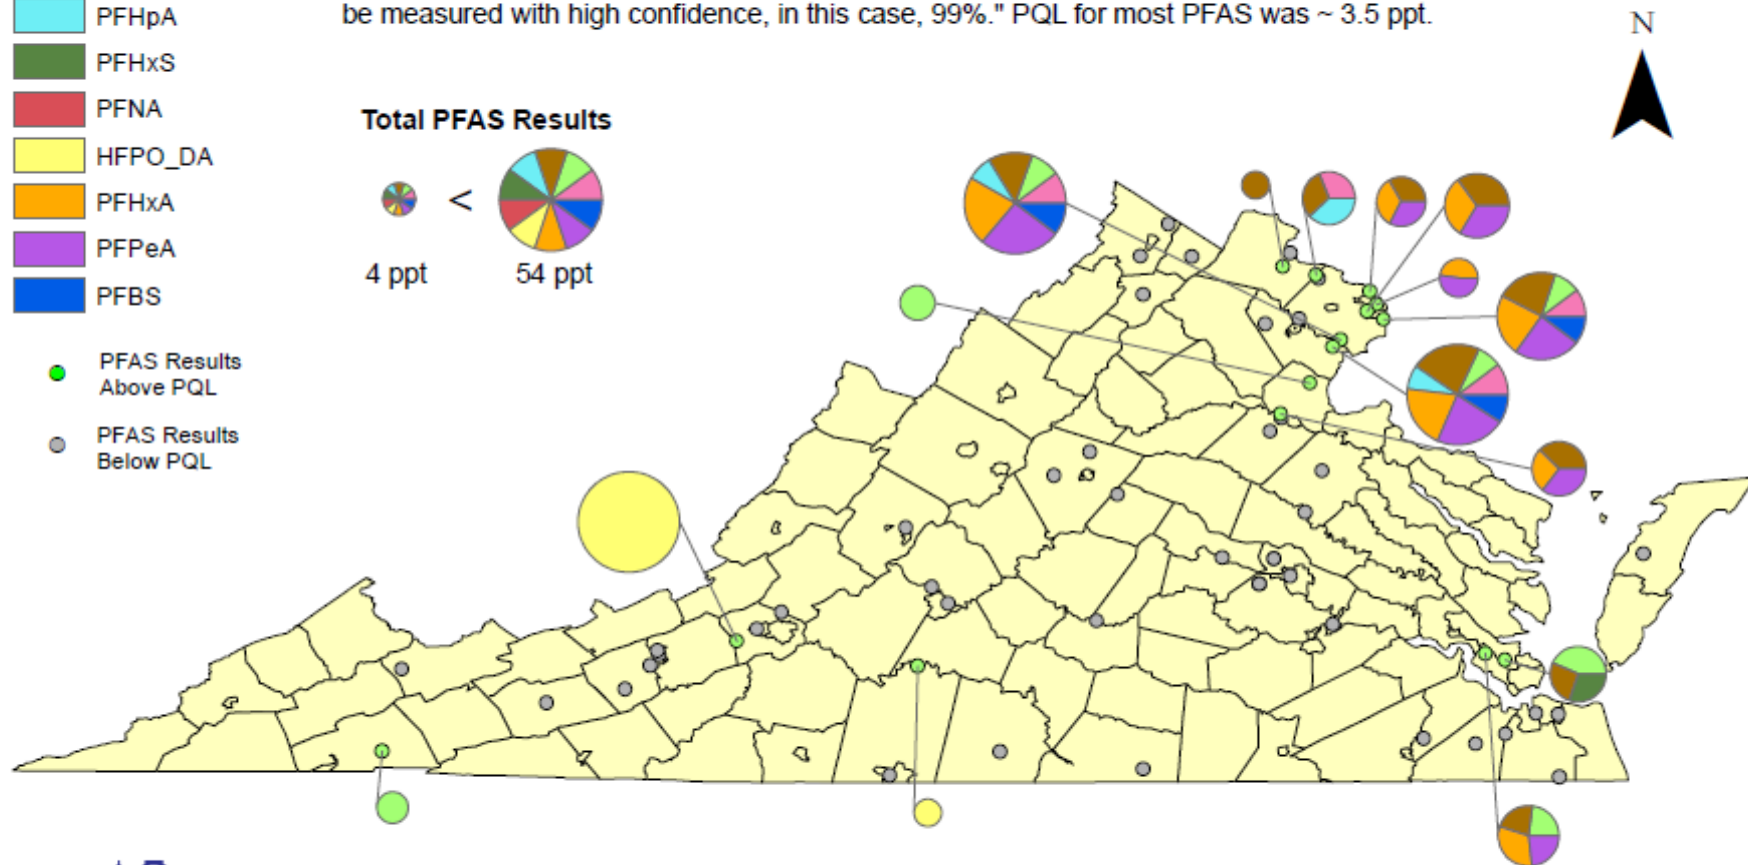 PFHpA
be measured with high confidence, in this case, 99%." PQL for most PFAS was ~ 3.5 ppt.
N
PFHxS
PFNA
Total PFAS Results
HFPO_DA
PFHxA
<
PFPeA
4 ppt
54 ppt
PFBS
PFAS Results
Above PQL
PFAS Results
Below PQL